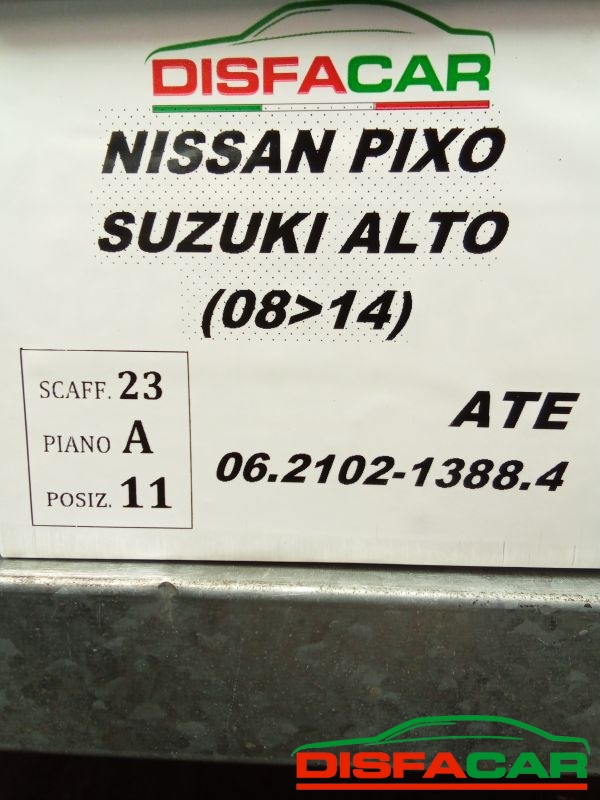 DISFACAR
NISSAN PIXO
SUZUKI ALTO
(08>14)
SCAFF. 23
PIANO A
POSIZ. 11
ATE
06.2102-1388.4
DISFACAR